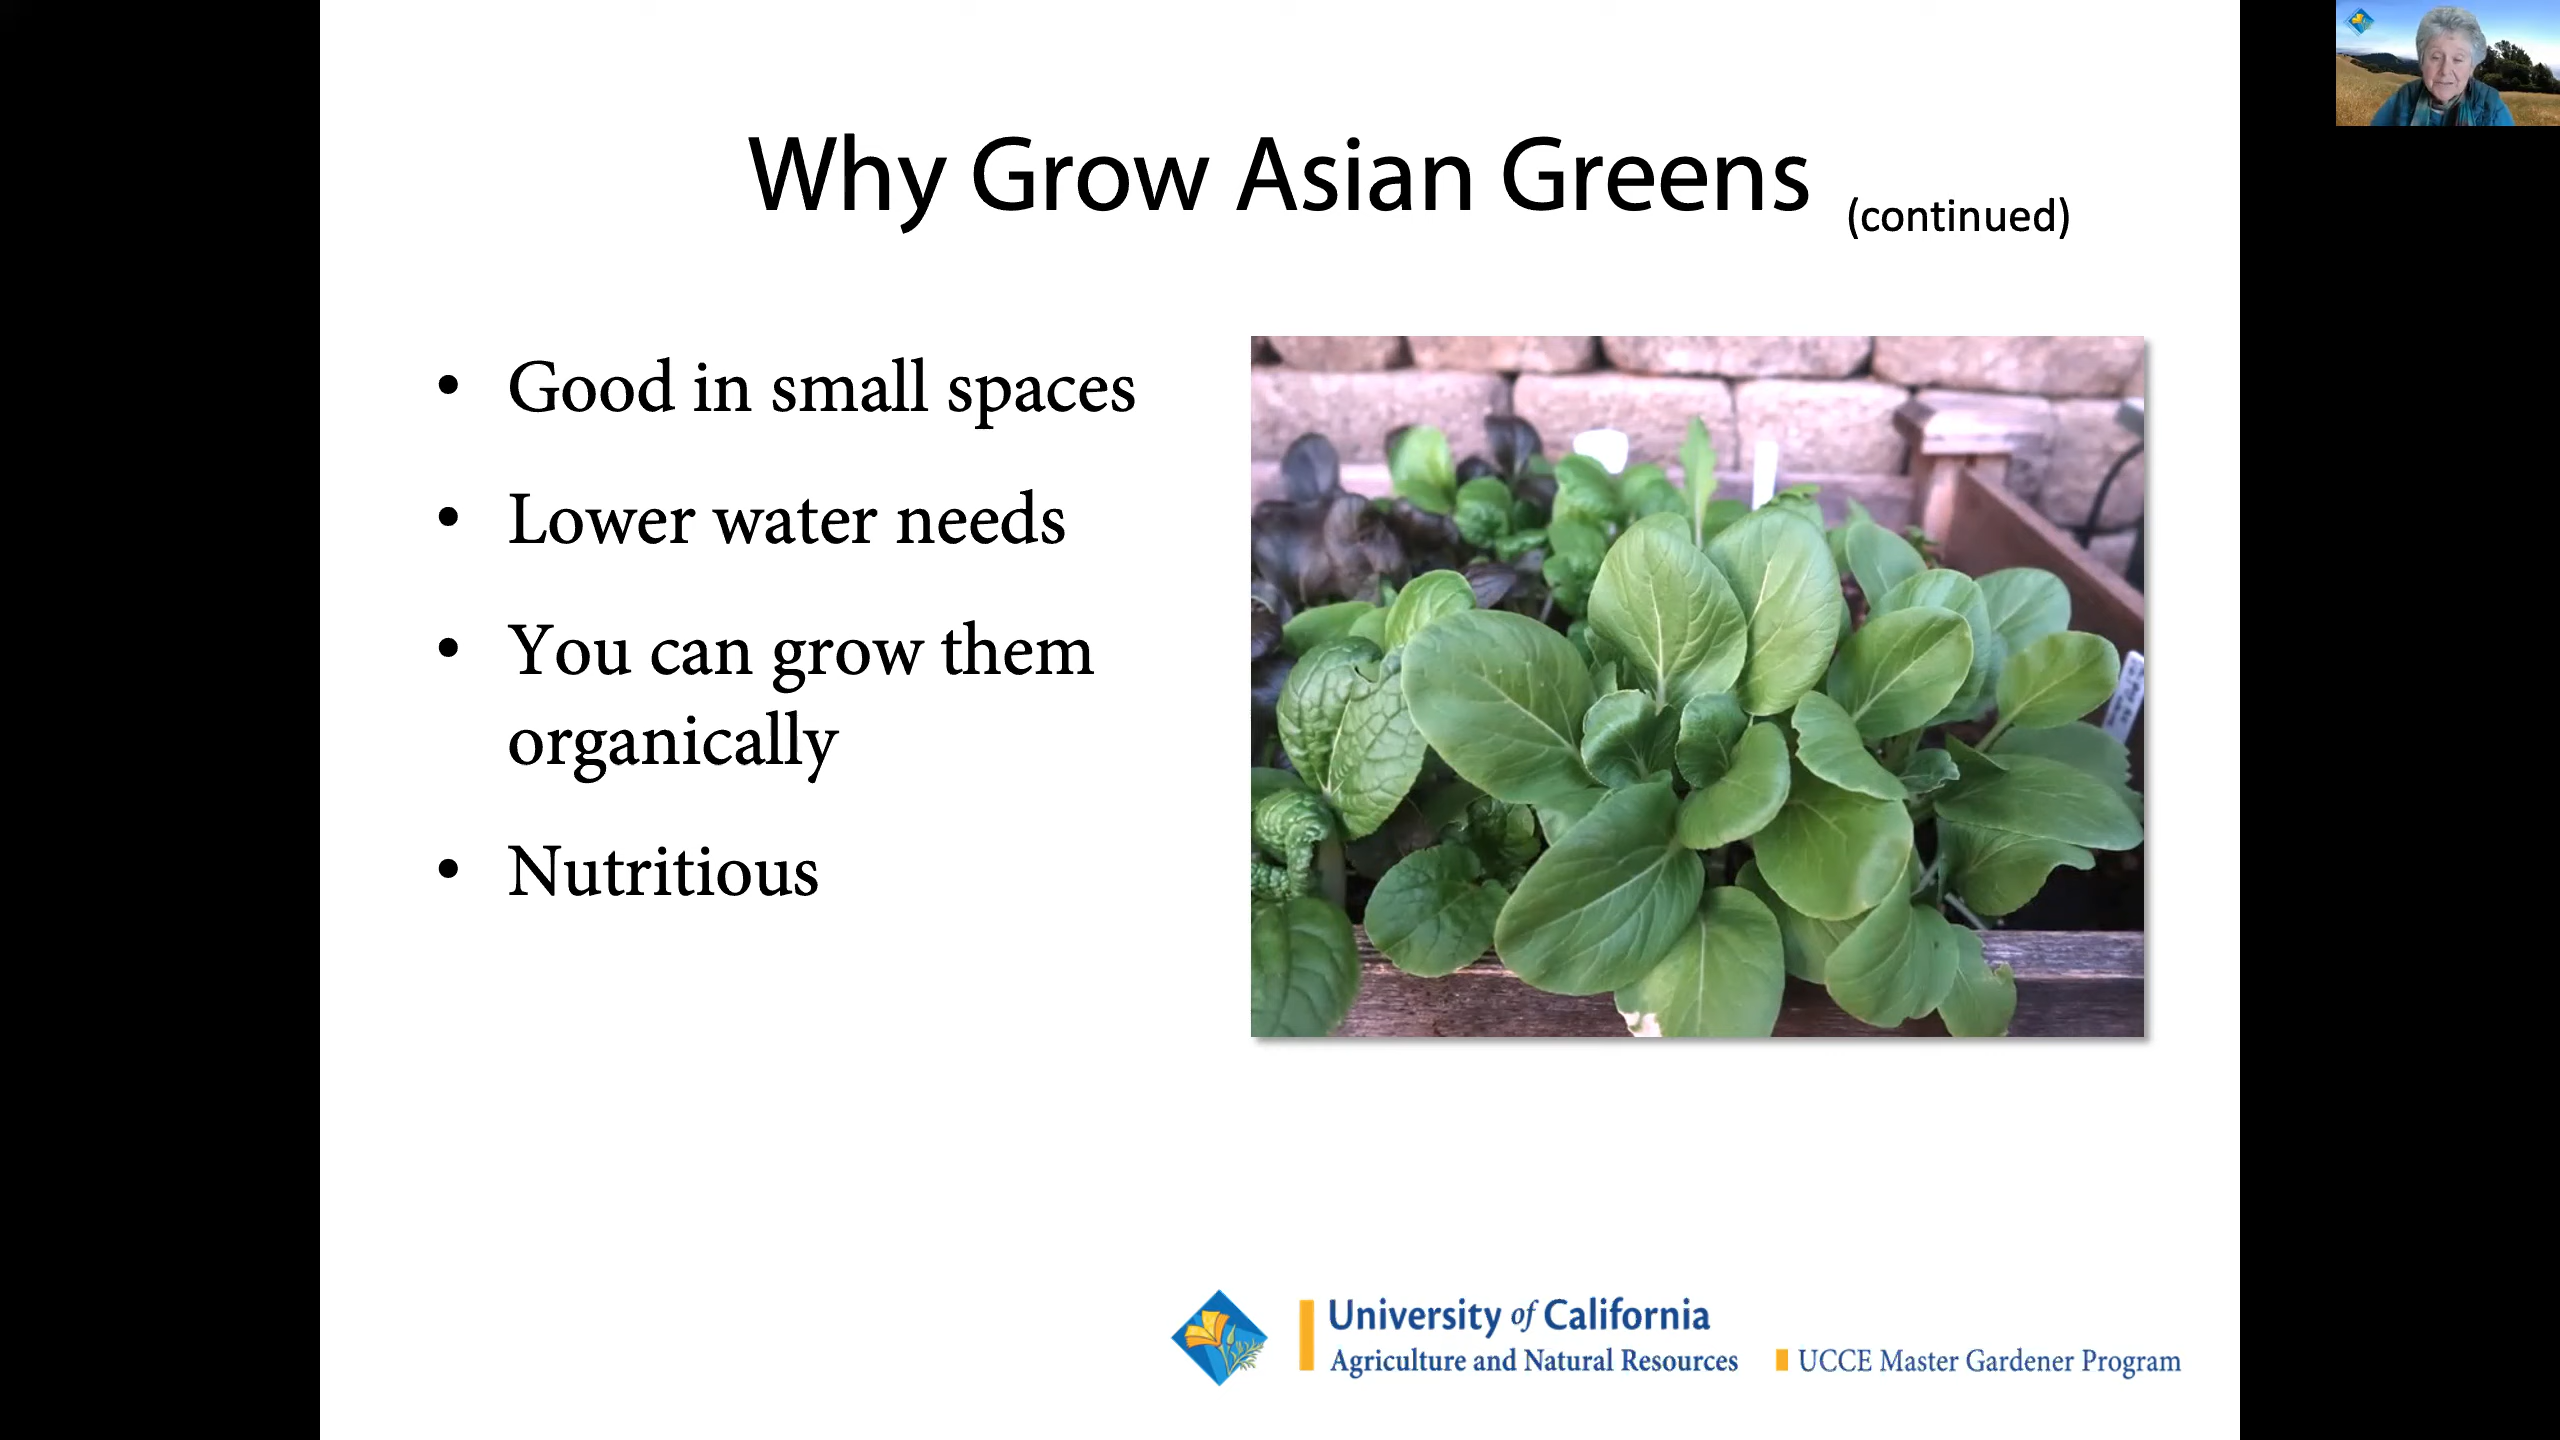 Why Grow Asian Greens (continued)
• Good in small spaces
• Lower water needs
• You can grow them
organically
• Nutritious
University of California
Agriculture and Natural Resources
UCCE Master Gardener Program